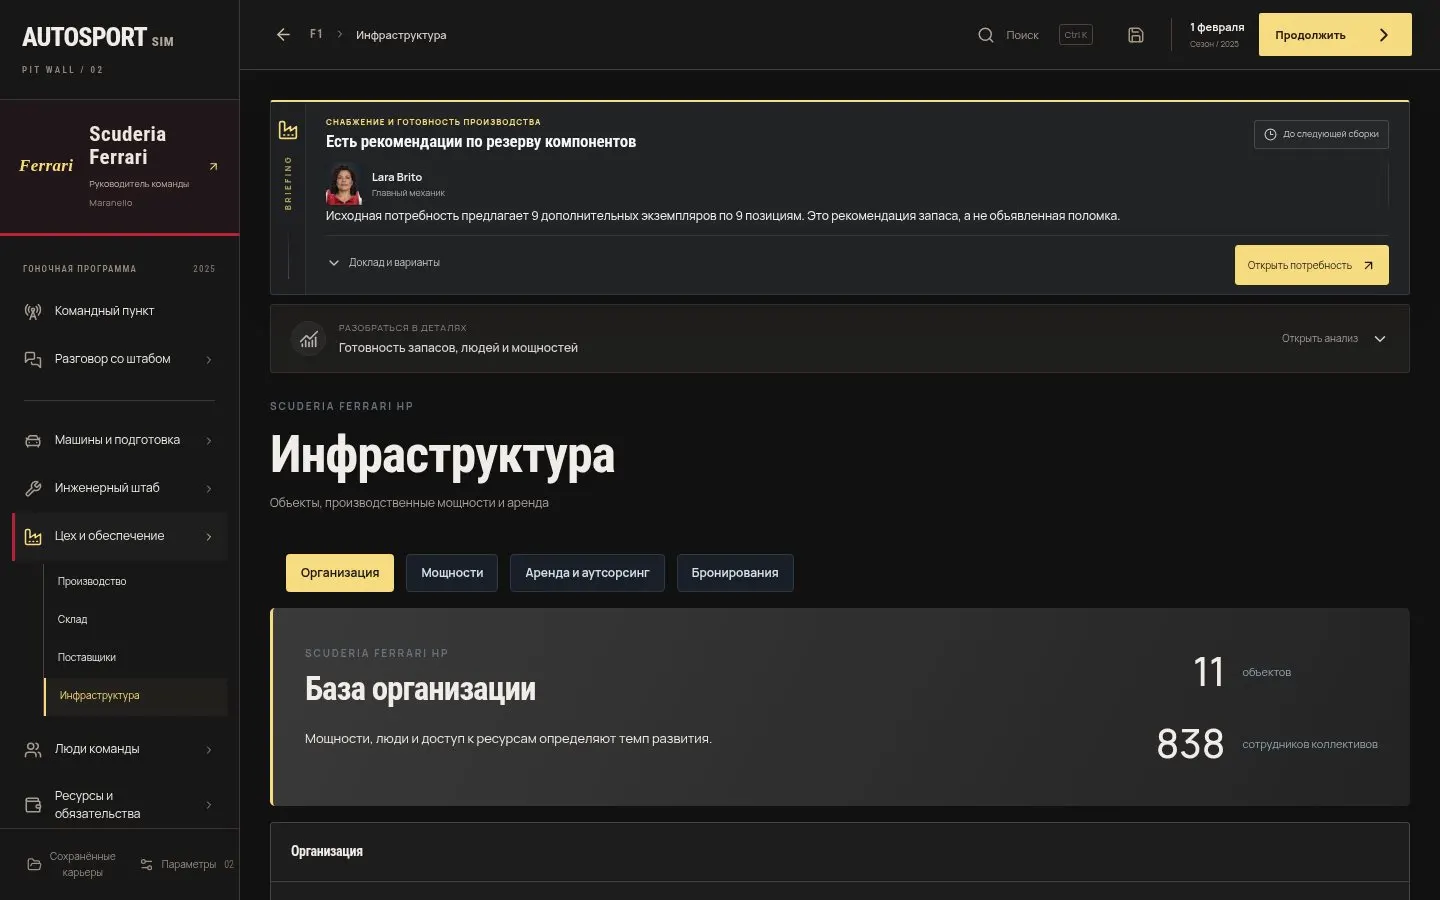 AUTOSPORT SIM
PIT WALL / 02
Ferrari
Scuderia
Ferrari
Руководитель команды
Maranello
ГОНОЧНАЯ ПРОГРАММА 2025
Командный пункт
Разговор со штабом
Машины и подготовка
Инженерный штаб
Цех и обеспечение
Производство
Склад
Поставщики
Инфраструктура
Люди команды
Ресурсы и
обязательства
Сохранённые
карьеры
Параметры 02
F1 Инфраструктура
Поиск Ctrl K
1 февраля
Сезон / 2025
Продолжить
BRIEFING
СНАБЖЕНИЕ И ГОТОВНОСТЬ ПРОИЗВОДСТВА
Есть рекомендации по резерву компонентов
До следующей сборки
Lara Brito
Главный механик
Исходная потребность предлагает 9 дополнительных экземпляров по 9 позициям. Это рекомендация запаса, а не объявленная поломка.
Доклад и варианты
Открыть потребность
РАЗОБРАТЬСЯ В ДЕТАЛЯХ
Готовность запасов, людей и мощностей
Открыть анализ
SCUDERIA FERRARI HP
Инфраструктура
Объекты, производственные мощности и аренда
Организация
Мощности
Аренда и аутсорсинг
Бронирования
SCUDERIA FERRARI HP
База организации
Мощности, люди и доступ к ресурсам определяют темп развития.
11 объектов
838 сотрудников коллективов
Организация